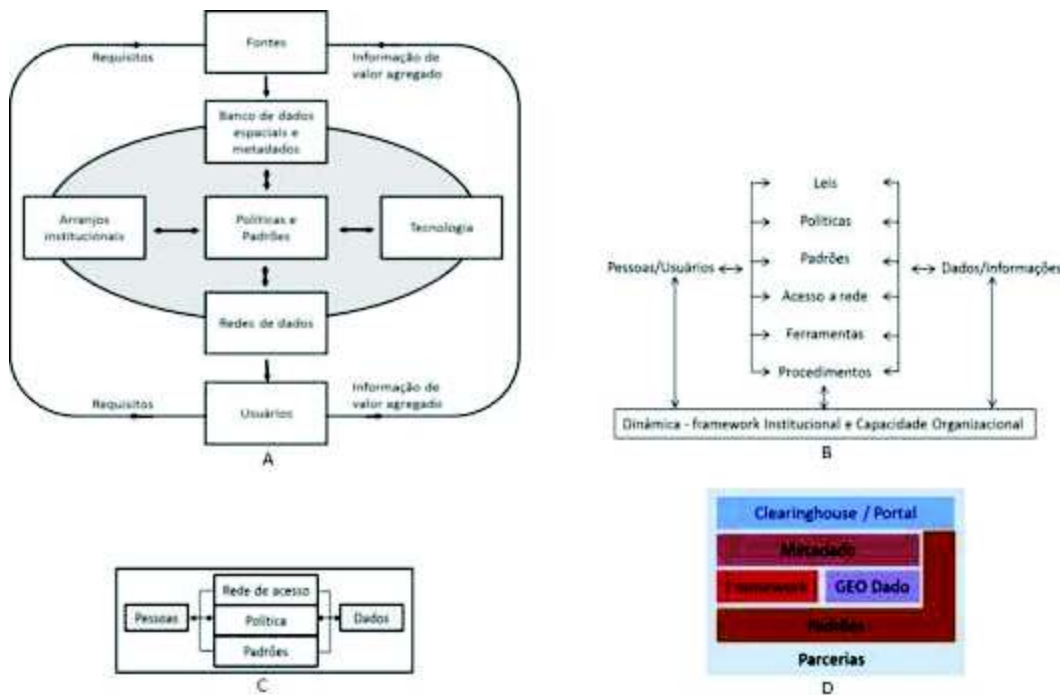 Fontes
Requisitos
Informação de
valor agregado
Banco de dados
espaciais e
metadados
Arranjos
institucionais
Políticas e
Padrões
Tecnologia
Redes de dados
Requisitos
Usuários
Informação de
valor agregado
A
Leis
Políticas
Padrões
Pessoas/Usuários
Dados/Informações
Acesso a rede
Ferramentas
Procedimentos
Dinâmica - framework Institucional e Capacidade Organizacional
B
Rede de acesso
Pessoas
Política
Dados
Padrões
C
Clearinghouse / Portal
Metadado
Framework
GEO Dado
Padrões
Parcerias
D